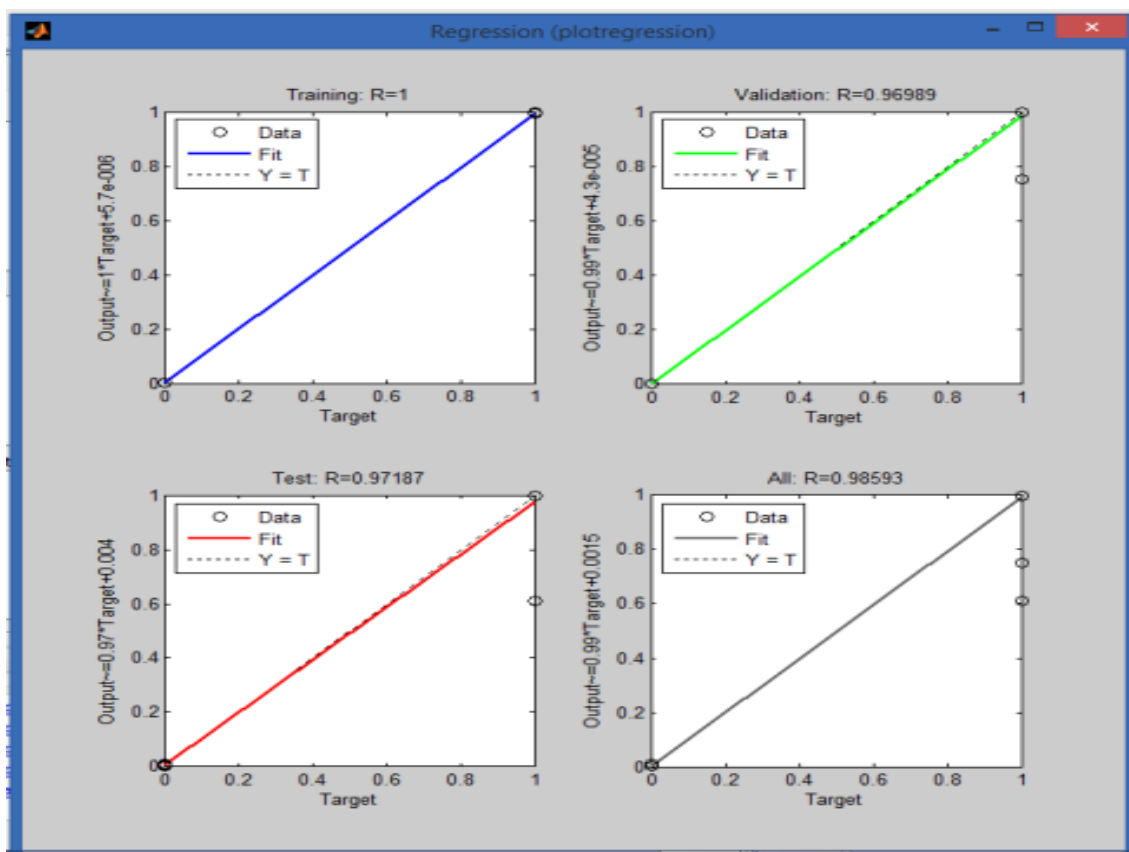 Regression (plotregression)
Training: R=1
Output~=1*Target+5.7e-006
1
0.8
0.6
0.4
0.2
0
Data
Fit
Y = T
0 0.2 0.4 0.6 0.8 1
Target
Validation: R=0.96989
Output~=0.99*Target+4.3e-005
1
0.8
0.6
0.4
0.2
0
Data
Fit
Y = T
0 0.2 0.4 0.6 0.8 1
Target
Test: R=0.97187
Output~=0.97*Target+0.004
1
0.8
0.6
0.4
0.2
0
Data
Fit
Y = T
0 0.2 0.4 0.6 0.8 1
Target
All: R=0.98593
Output~=0.99*Target+0.0015
1
0.8
0.6
0.4
0.2
0
Data
Fit
Y = T
0 0.2 0.4 0.6 0.8 1
Target